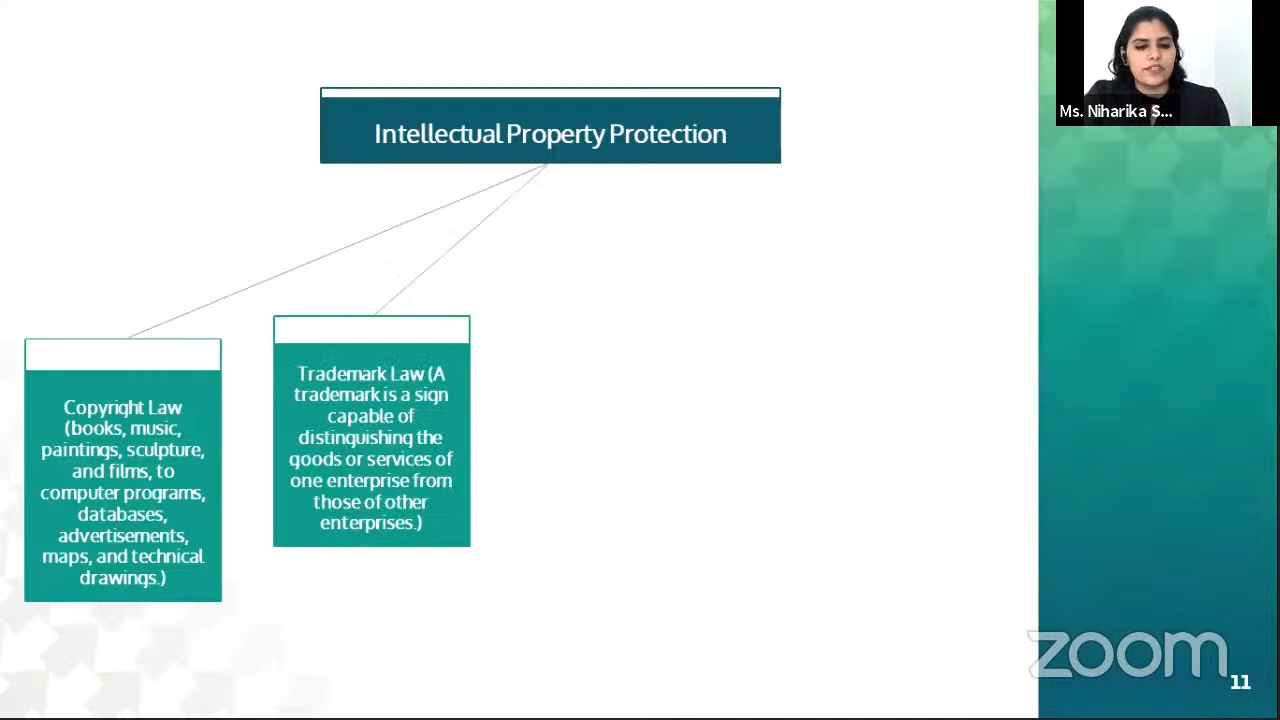 Intellectual Property Protection
Ms. Niharika S...
Trademark Law (A
trademark is a sign
capable of
distinguishing the
goods or services of
one enterprise from
those of other
enterprises.)
Copyright Law
(books, music,
paintings, sculpture,
and films, to
computer programs,
databases,
advertisements,
maps, and technical
drawings.)
zoom
11